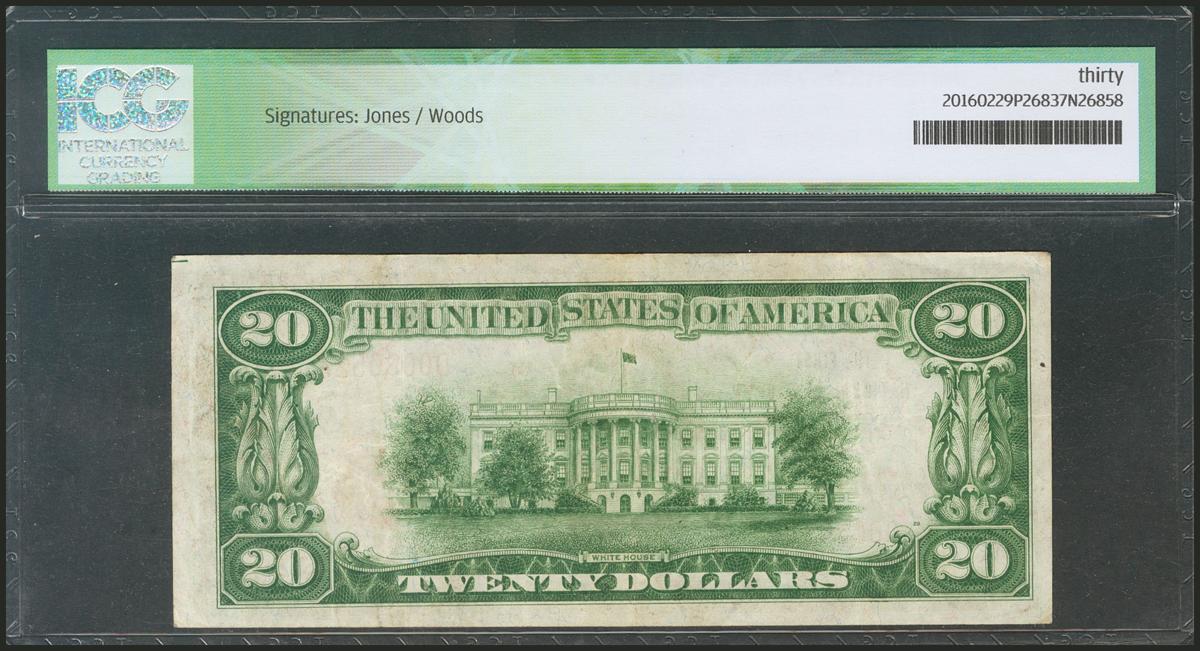 ICG
INTERNATIONAL
CURRENCY
GRADING
Signatures: Jones / Woods
thirty
20160229P26837N26858
20
THE UNITED STATES OF AMERICA
20
WHITE HOUSE
20
TWENTY DOLLARS
20